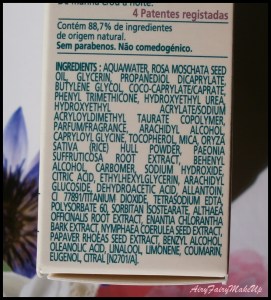 De manhã e/ou à noite.
4 Patentes registadas
Contém 88,7% de ingredientes
de origem natural.
Sem parabenos. Não comedogénico.
INGREDIENTS: AQUA/WATER, ROSA MOSCHATA SEED
OIL, GLYCERIN, PROPANEDIOL DICAPRYLATE,
BUTYLENE GLYCOL, COCO-CAPRYLATE/CAPRATE,
PHENYL TRIMETHICONE, HYDROXYETHYL UREA
HYDROXYETHYL ACRYLATE/SODIUM
ACRYLOYLDIMETHYL TAURATE COPOLYMER,
PARFUM/FRAGRANCE, ARACHIDYL ALCOHOL,
CAPRYLOYL GLYCINE, TOCOPHEROL, MICA, ORYZA
SATIVA (RICE) HULL POWDER, PAEONIA
SUFFRUTICOSA ROOT EXTRACT, BEHENYL
ALCOHOL, CARBOMER, SODIUM HYDROXIDE,
CITRIC ACID, ETHYLHEXYLGLYCERIN, ARACHIDYL
GLUCOSIDE, DEHYDROACETIC ACID, ALLANTOIN,
CI 77891/TITANIUM DIOXIDE, TETRASODIUM EDTA,
POLYSORBATE 60, SORBITAN ISOSTEARATE, ALTHAEA
OFFICINALIS ROOT EXTRACT, ENANTIA CHLORANTHA
BARK EXTRACT, NYMPHAEA COERULEA SEED EXTRACT,
PAPAVER RHOEAS SEED EXTRACT, BENZYL ALCOHOL,
OLEANOLIC ACID, LINALOOL, LIMONENE, COUMARIN,
EUGENOL, CITRAL [N2701/A].
AiryFairyMakeUp